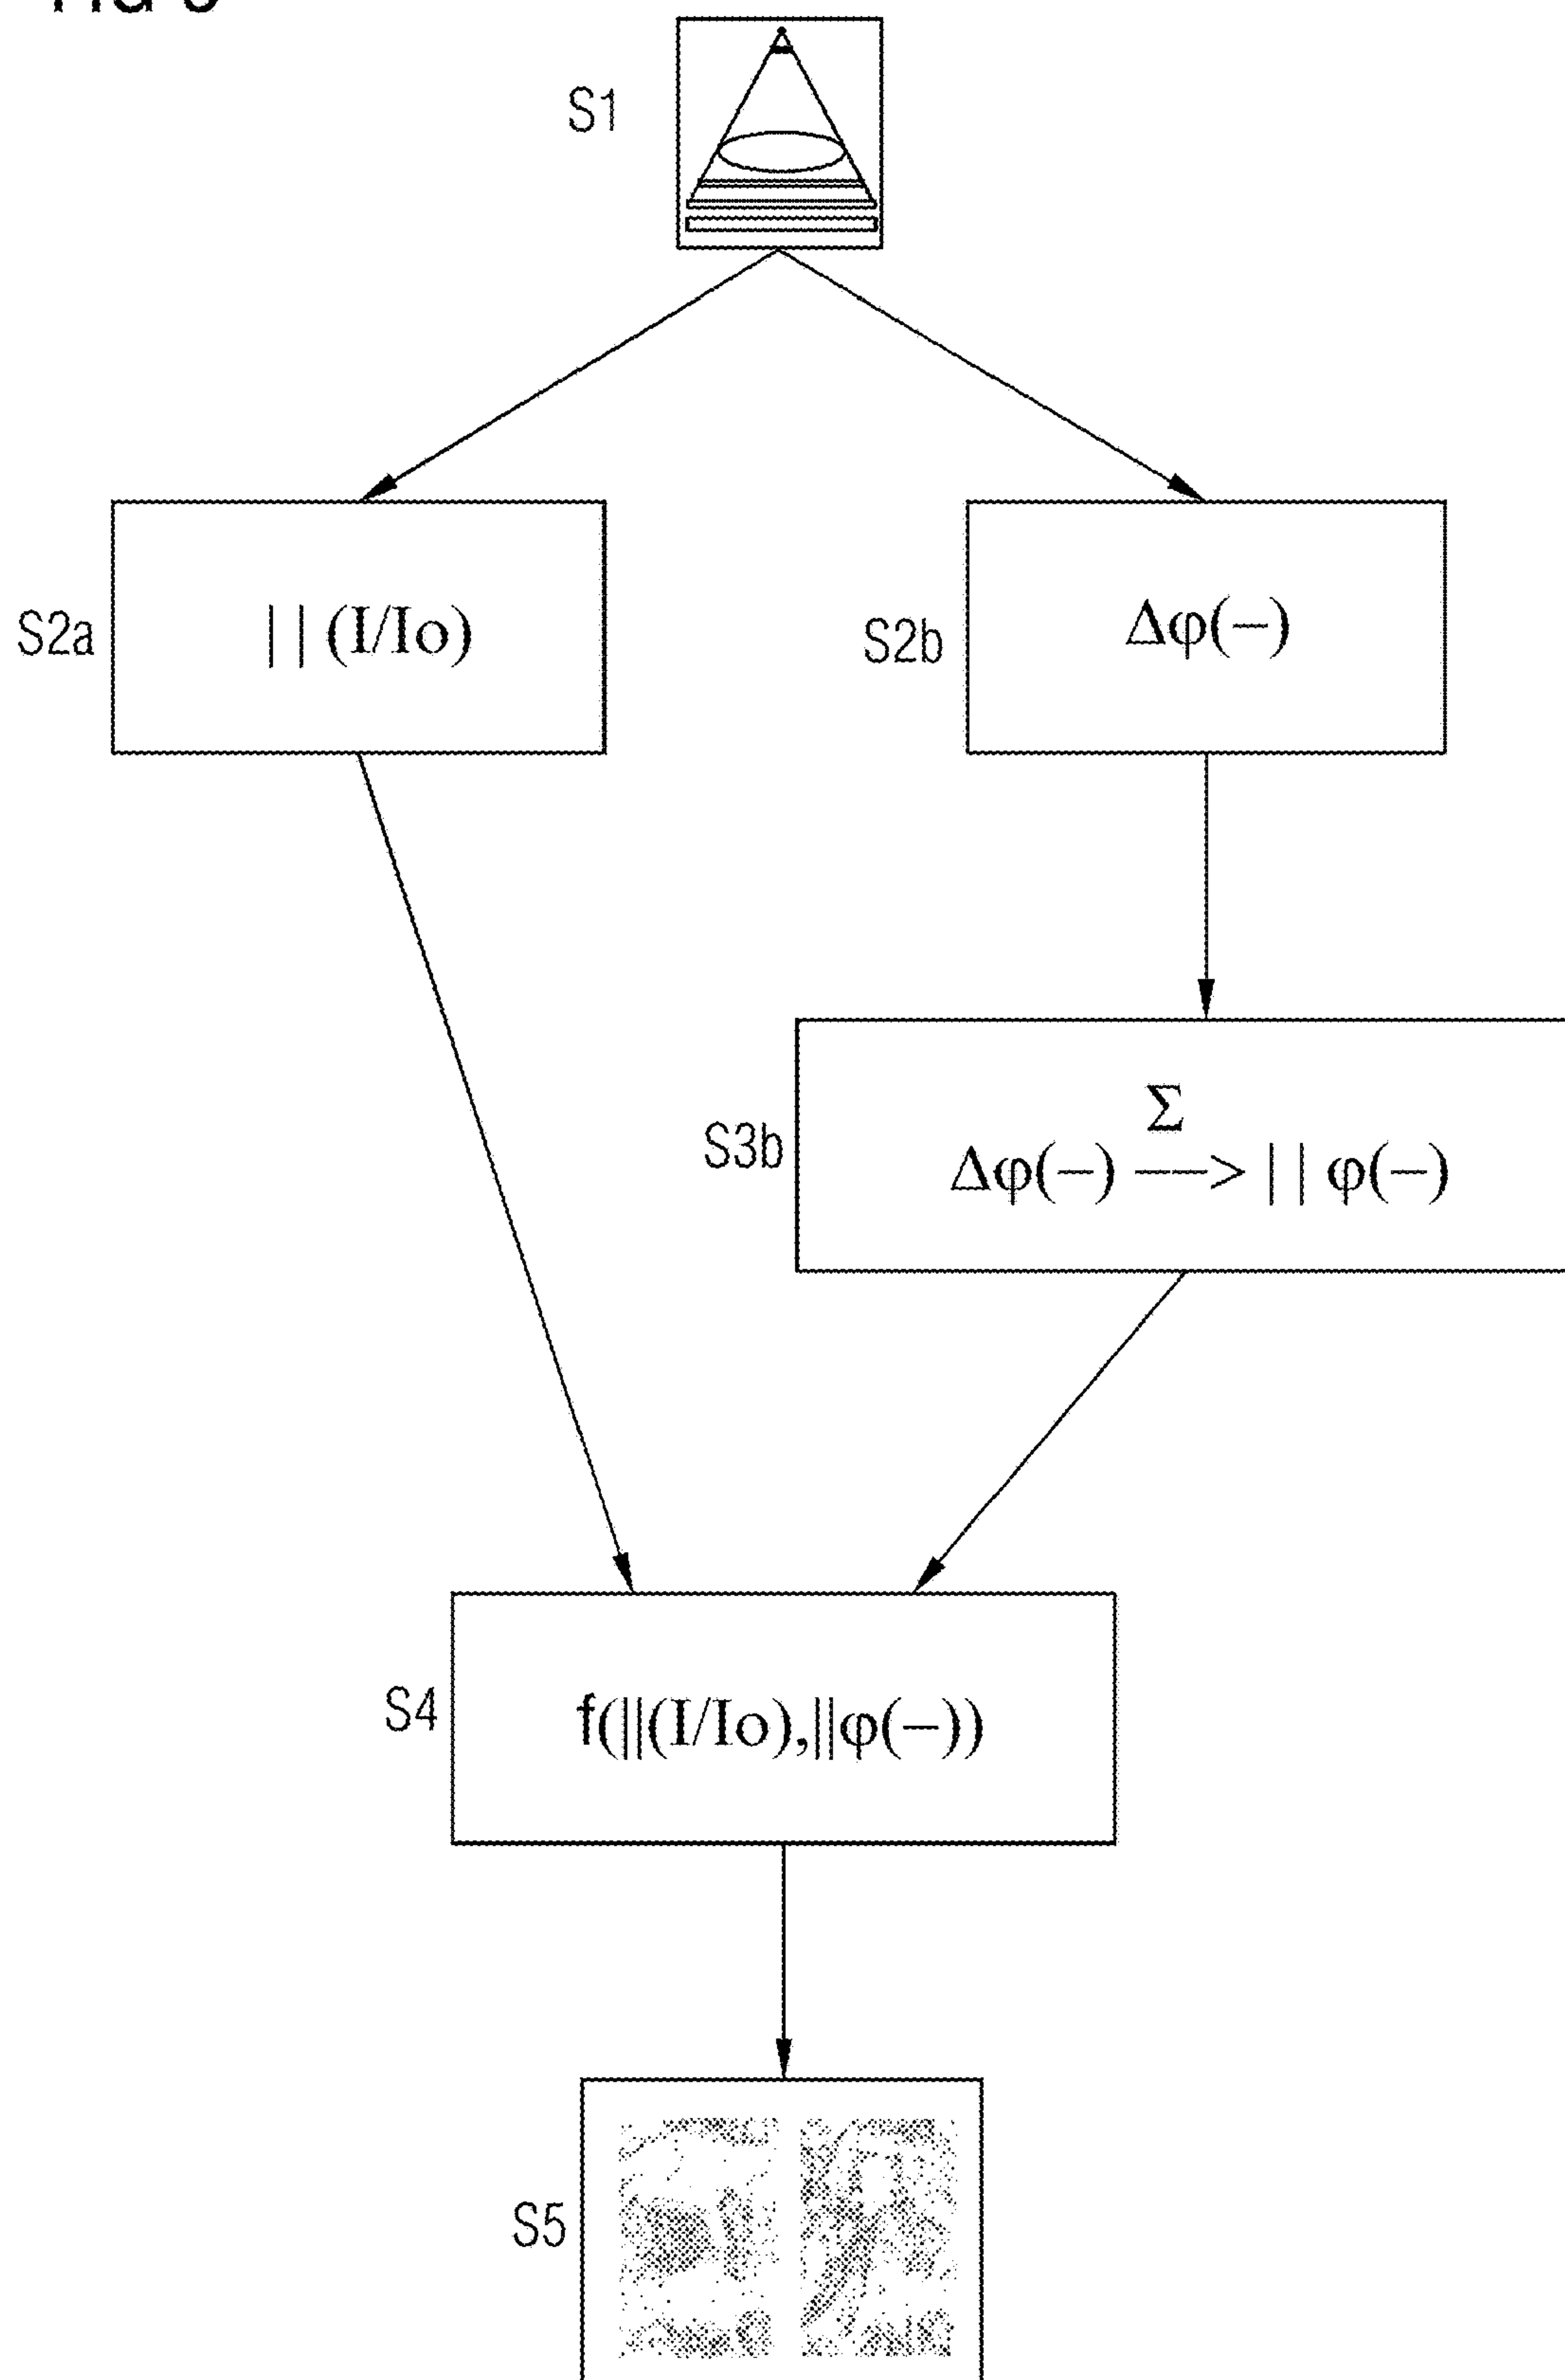 S1
S2a
| | (I/Io)
S2b
Δφ(–)
S3b
Σ
Δφ(–) ––> | | φ(–)
S4
f(||(I/Io),||φ(–))
S5